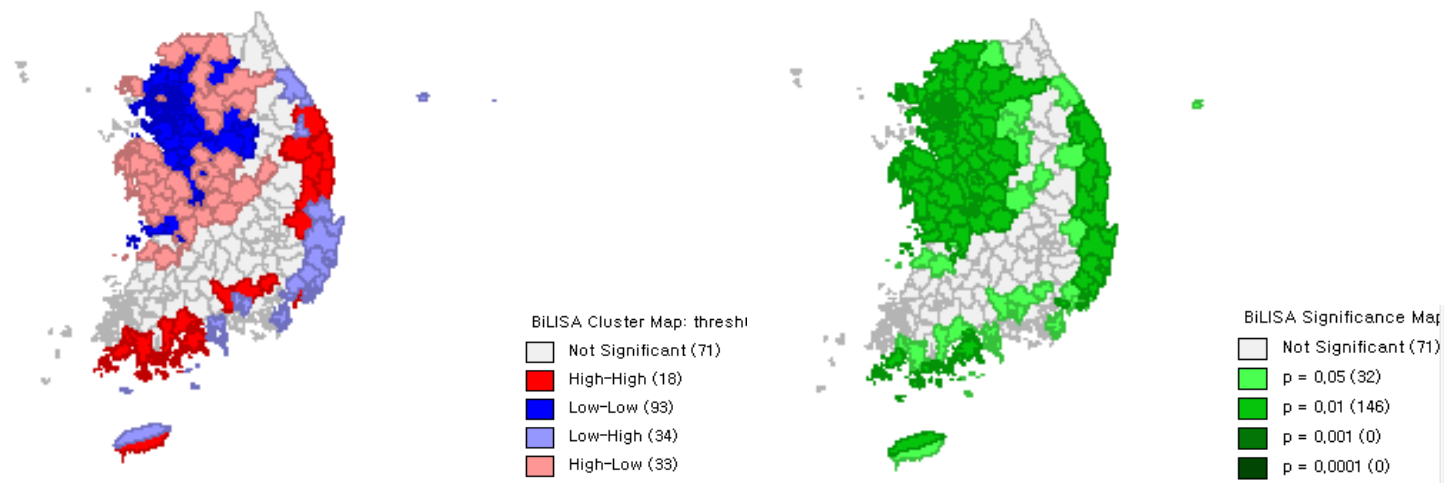 BiLISA Cluster Map: thresh
Not Significant (71)
High-High (18)
Low-Low (93)
Low-High (34)
High-Low (33)
BiLISA Significance Map
Not Significant (71)
p = 0,05 (32)
p = 0,01 (146)
p = 0,001 (0)
p = 0,0001 (0)